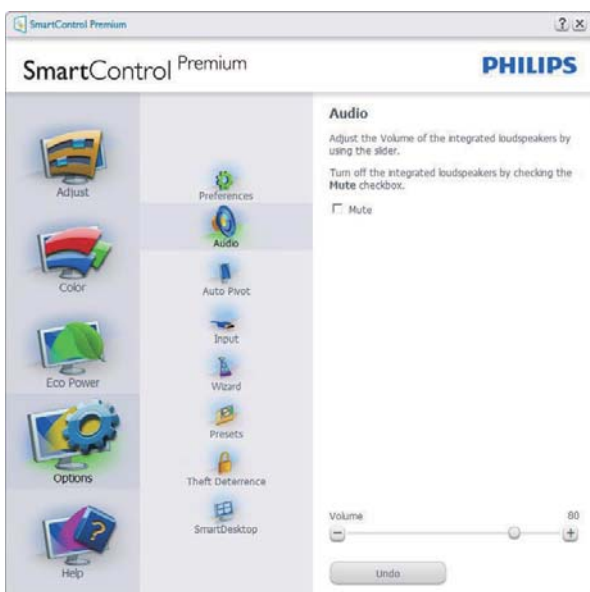 SmartControl Premium
SmartControl Premium
PHILIPS
Adjust
Color
Eco Power
Options
Help
Preferences
Audio
Auto Pivot
Input
Wizard
Presets
Theft Deterrence
SmartDesktop
Audio
Adjust the Volume of the integrated loudspeakers by
using the slider.
Turn off the integrated loudspeakers by checking the
Mute checkbox.
Mute
Volume 80
Undo